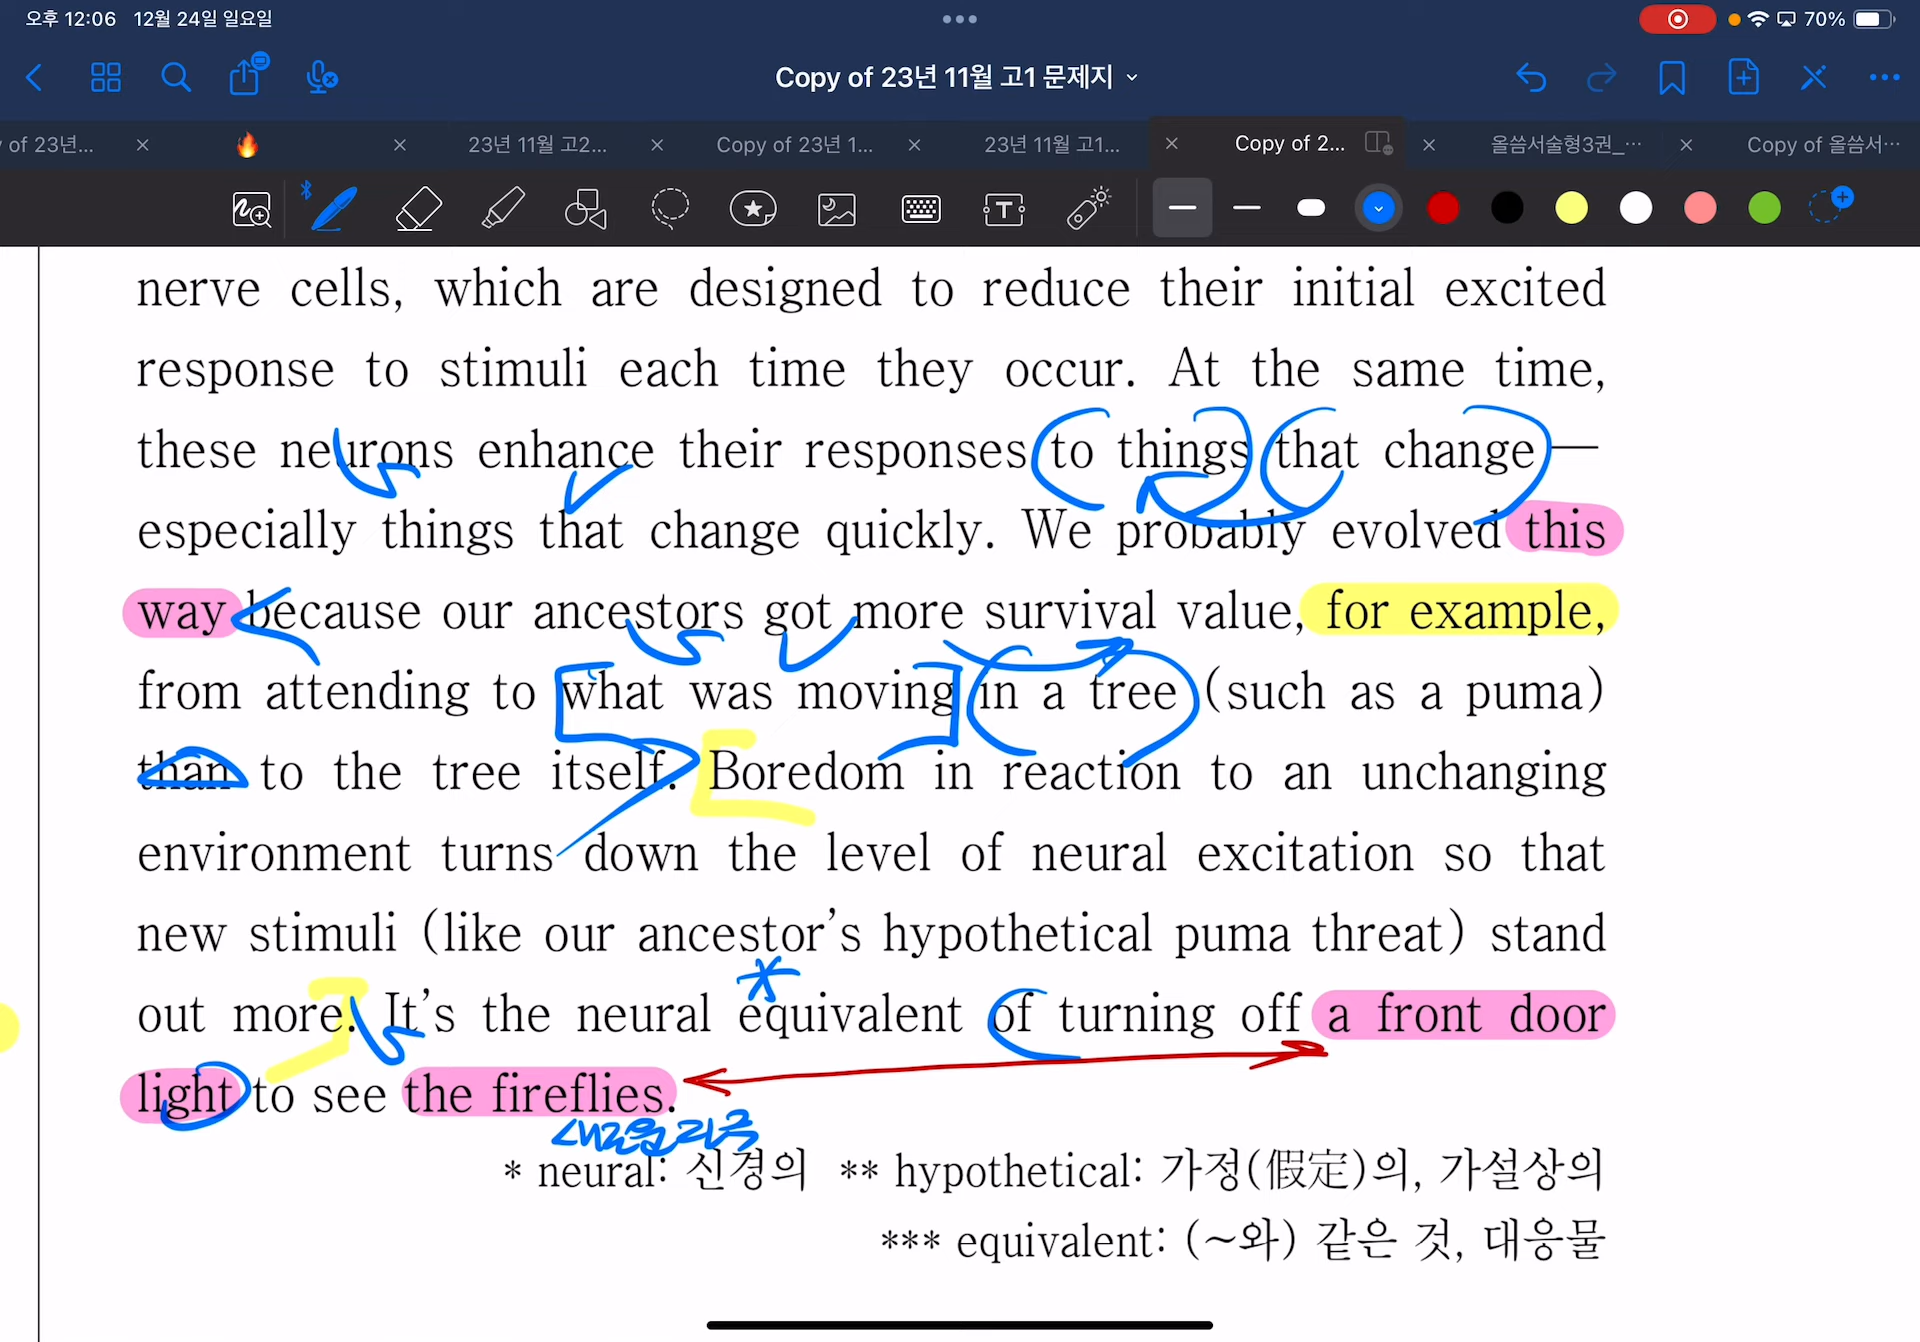 오후 12:06 12월 24일 일요일
70%
Copy of 23년 11월 고1 문제지
of 23년...
23년 11월 고2...
Copy of 23년 1...
23년 11월 고1...
Copy of 2...
올씀서술형3권_...
Copy of 올씀서...
nerve cells, which are designed to reduce their initial excited
response to stimuli each time they occur. At the same time,
these neurons enhance their responses to things that change—
especially things that change quickly. We probably evolved this
way because our ancestors got more survival value, for example,
from attending to what was moving in a tree (such as a puma)
than to the tree itself. Boredom in reaction to an unchanging
environment turns down the level of neural excitation so that
new stimuli (like our ancestor's hypothetical puma threat) stand
out more. It's the neural equivalent of turning off a front door
light to see the fireflies.
새로운 자극
* neural: 신경의 ** hypothetical: 가정(假定)의, 가설상의
*** equivalent: (~와) 같은 것, 대응물